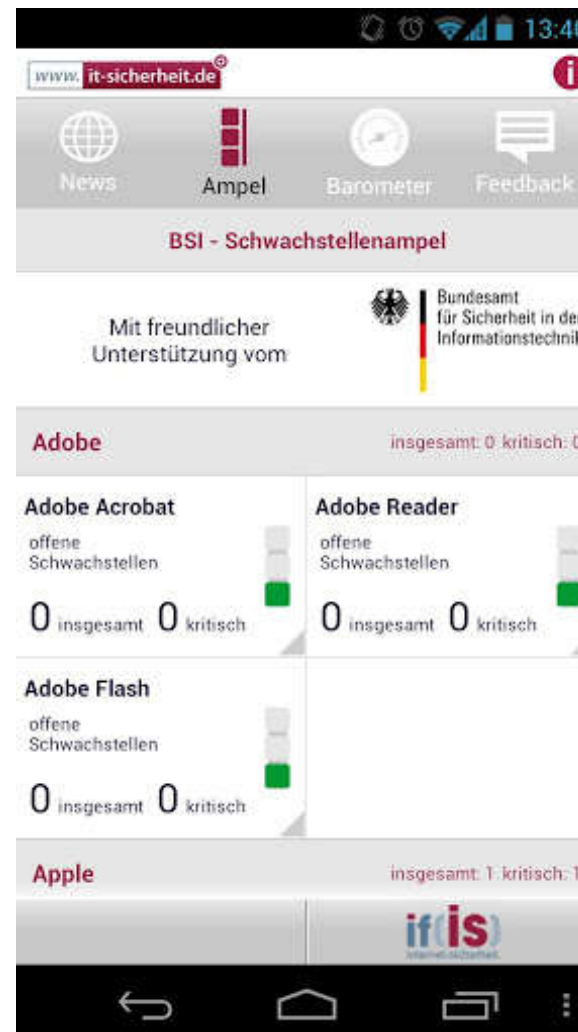 13:46
www. it-sicherheit.de@
i
News Ampel Barometer Feedback
BSI - Schwachstellenampel
Mit freundlicher
Unterstützung vom
Bundesamt
für Sicherheit in der
Informationstechnik
Adobe insgesamt: 0 kritisch: 0
Adobe Acrobat
offene
Schwachstellen
0 insgesamt 0 kritisch
Adobe Reader
offene
Schwachstellen
0 insgesamt 0 kritisch
Adobe Flash
offene
Schwachstellen
0 insgesamt 0 kritisch
Apple insgesamt: 1 kritisch: 1
if(is)
internet-sicherheit.